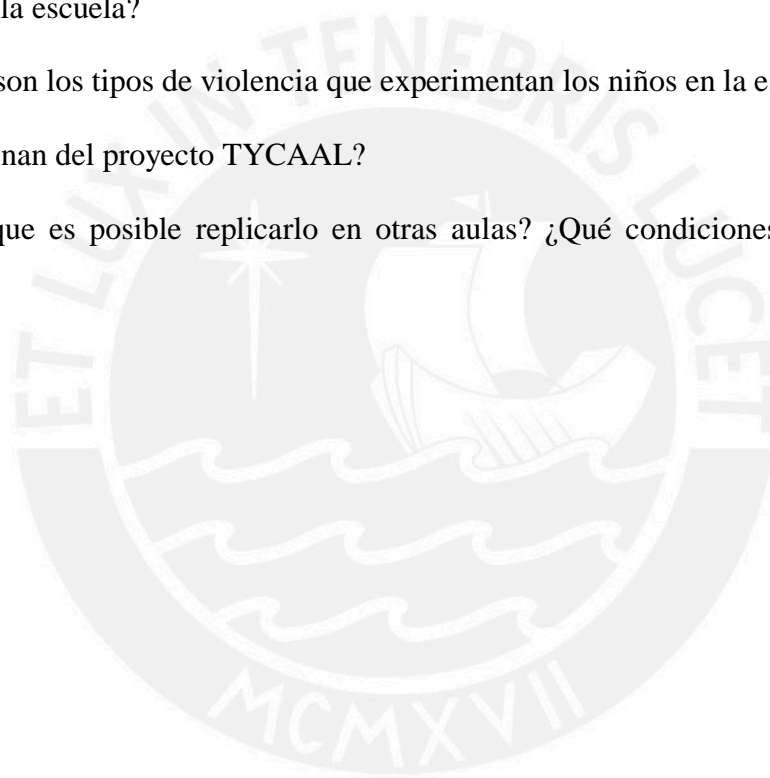 la escuela?
son los tipos de violencia que experimentan los niños en la e
nan del proyecto TYCAAL?
que es posible replicarlo en otras aulas? ¿Qué condiciones
ET LUX IN TENEBRIS LUCET
MCMXVII